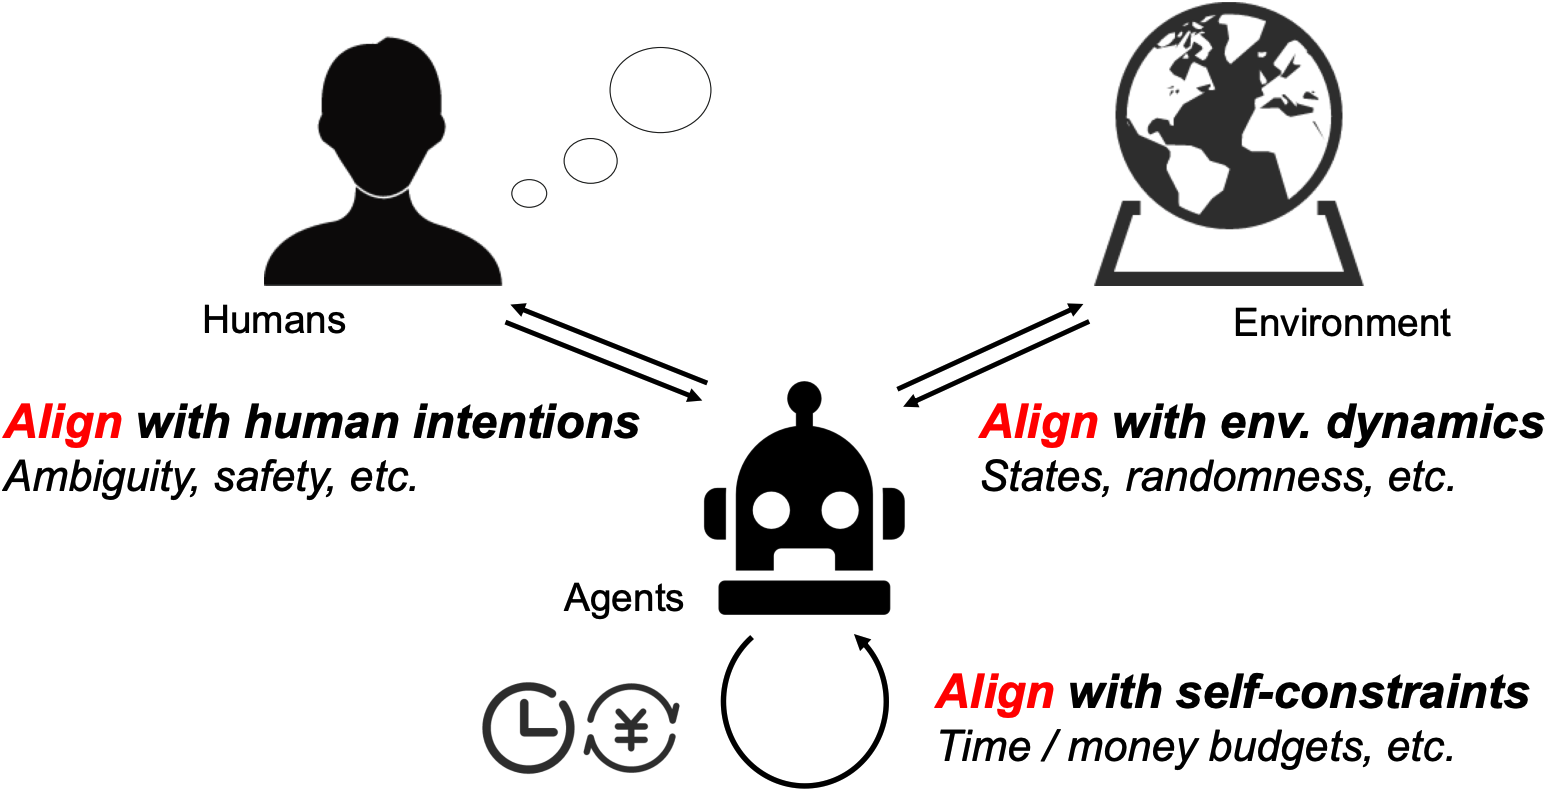 Humans
Environment
Align with human intentions
Ambiguity, safety, etc.
Align with env. dynamics
States, randomness, etc.
Agents
¥
Align with self-constraints
Time / money budgets, etc.